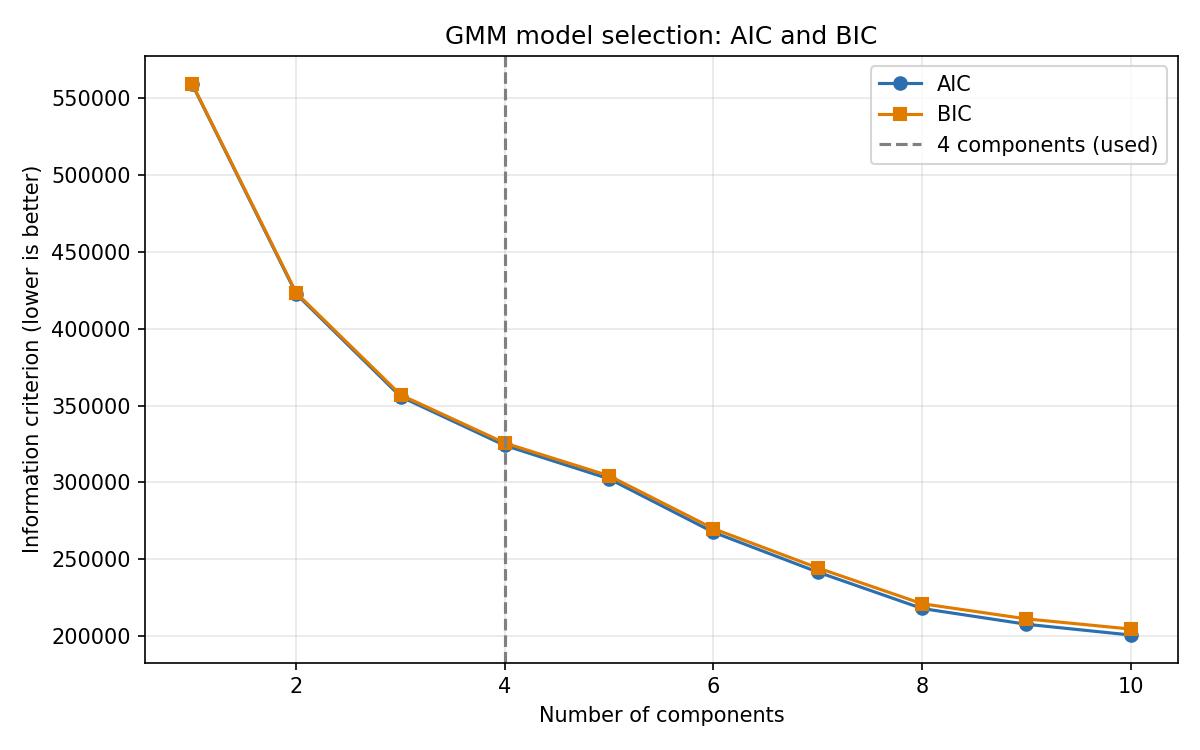 GMM model selection: AIC and BIC
AIC
BIC
4 components (used)
Information criterion (lower is better)
550000
500000
450000
400000
350000
300000
250000
200000
2 4 6 8 10
Number of components